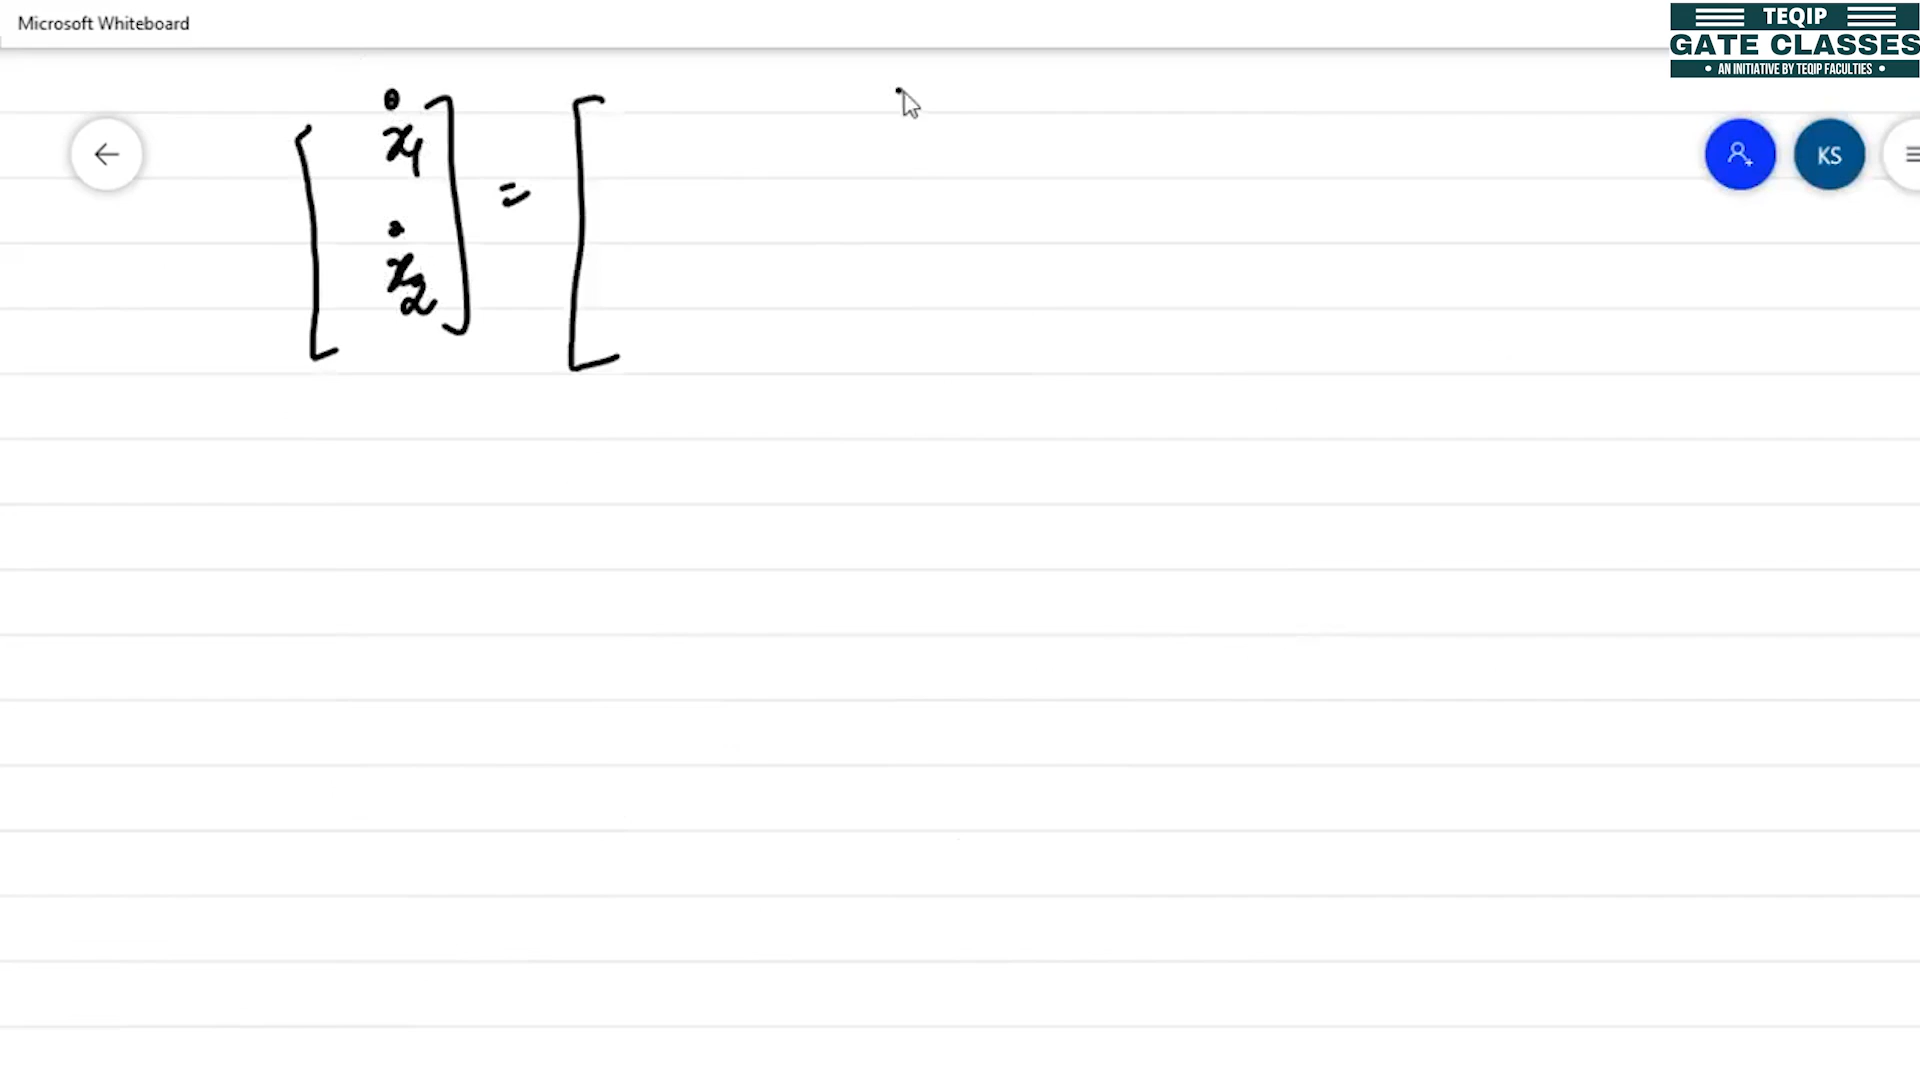 Microsoft Whiteboard
TEQIP
GATE CLASSES
• AN INITIATIVE BY TEQIP FACULTIES •
KS
[ ẋ1 ] = [
ẋ2